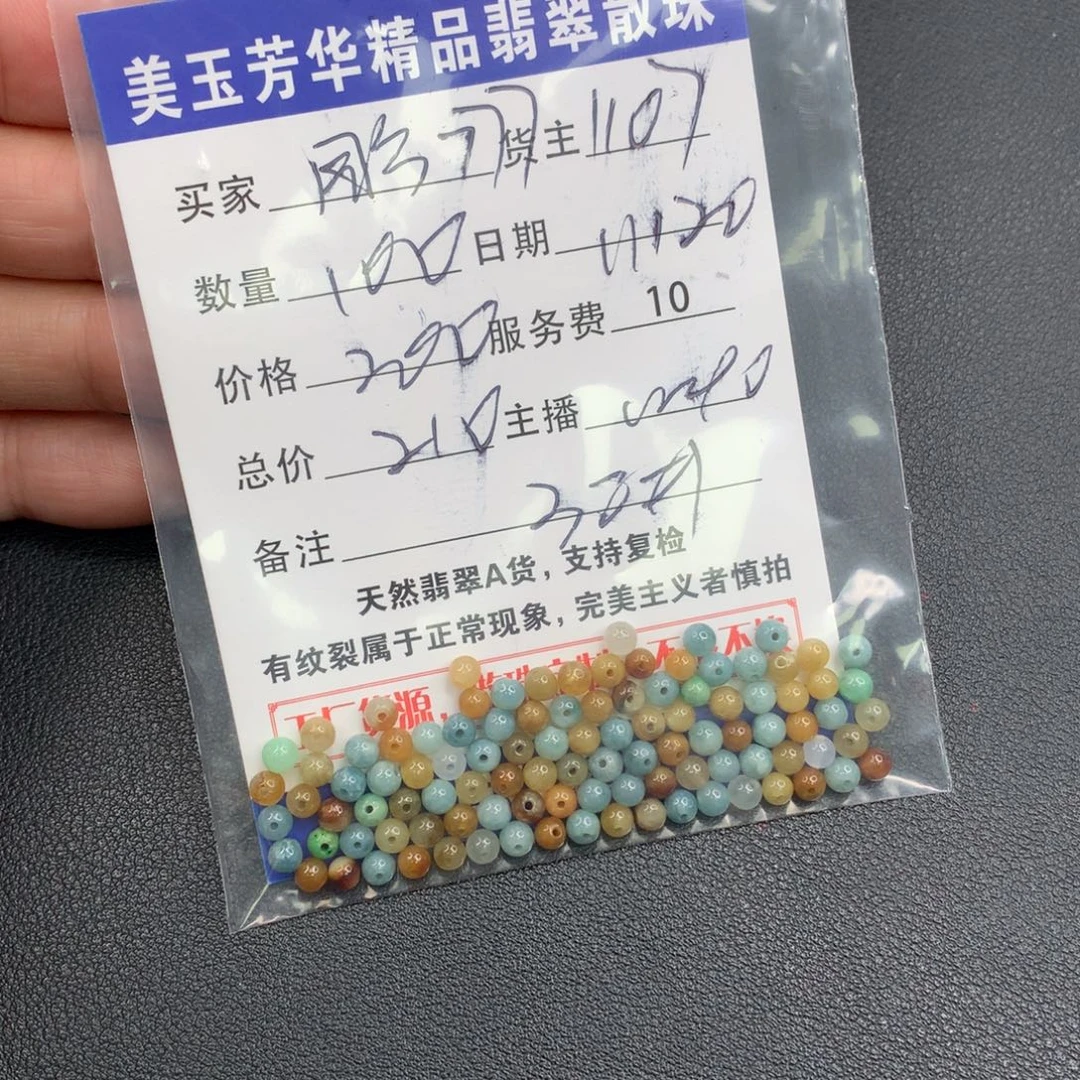 美玉芳华精品翡翠散珠
买家 货主 1107
数量 100 日期 11120
价格 200 服务费 10
总价 210 主播
备注
天然翡翠A货，支持复检
有纹裂属于正常现象，完美主义者慎拍
源，